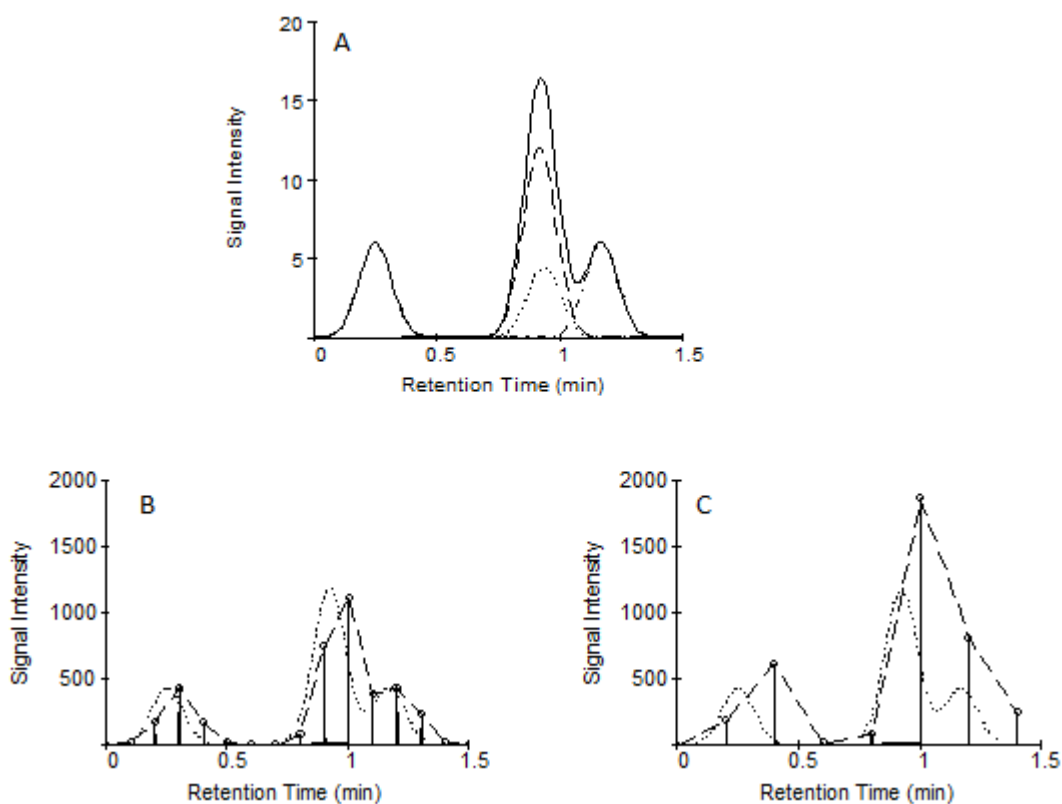 A
20
15
10
5
Signal Intensity
0 0.5 1 1.5
Retention Time (min)
B
2000
1500
1000
500
Signal Intensity
0 0.5 1 1.5
Retention Time (min)
C
2000
1500
1000
500
Signal Intensity
0 0.5 1 1.5
Retention Time (min)